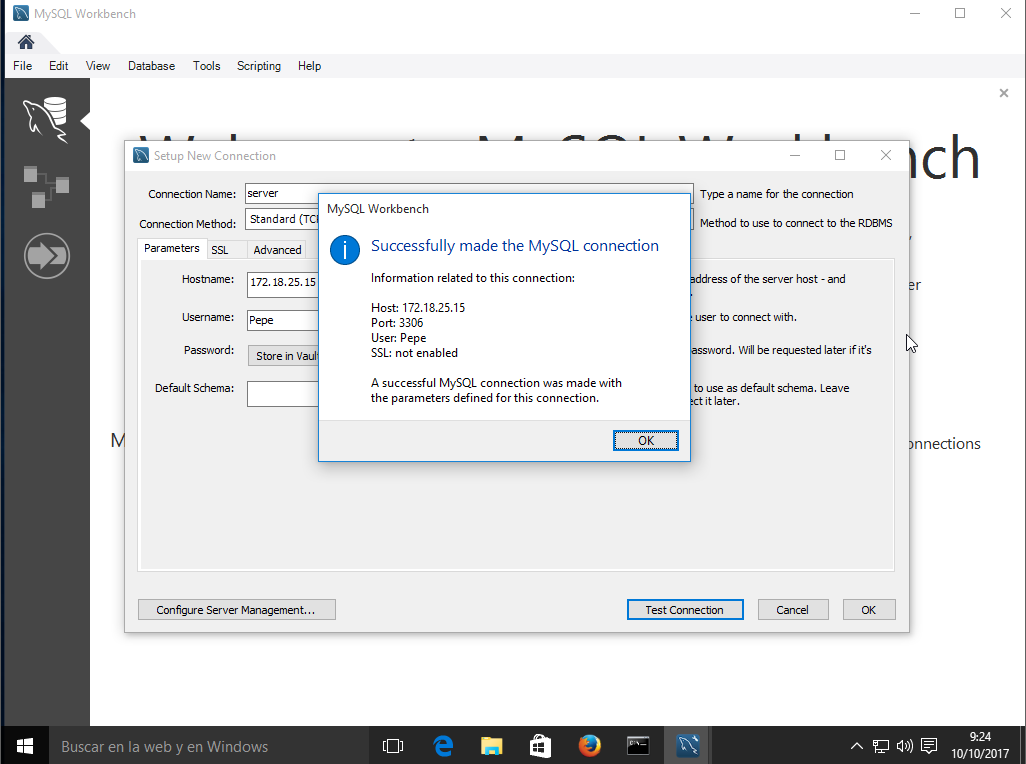 MySQL Workbench
File Edit View Database Tools Scripting Help
Setup New Connection
Connection Name: server Type a name for the connection
Connection Method: Standard (TC Method to use to connect to the RDBMS
Parameters SSL Advanced
Hostname: 172.18.25.15 address of the server host - and
Username: Pepe user to connect with.
Password: Store in Vaul assword. Will be requested later if it's
Default Schema: to use as default schema. Leave
ct it later.
MySQL Workbench
Successfully made the MySQL connection
Information related to this connection:
Host: 172.18.25.15
Port: 3306
User: Pepe
SSL: not enabled
A successful MySQL connection was made with
the parameters defined for this connection.
OK
onnections
Configure Server Management... Test Connection Cancel OK
Buscar en la web y en Windows
9:24
10/10/2017